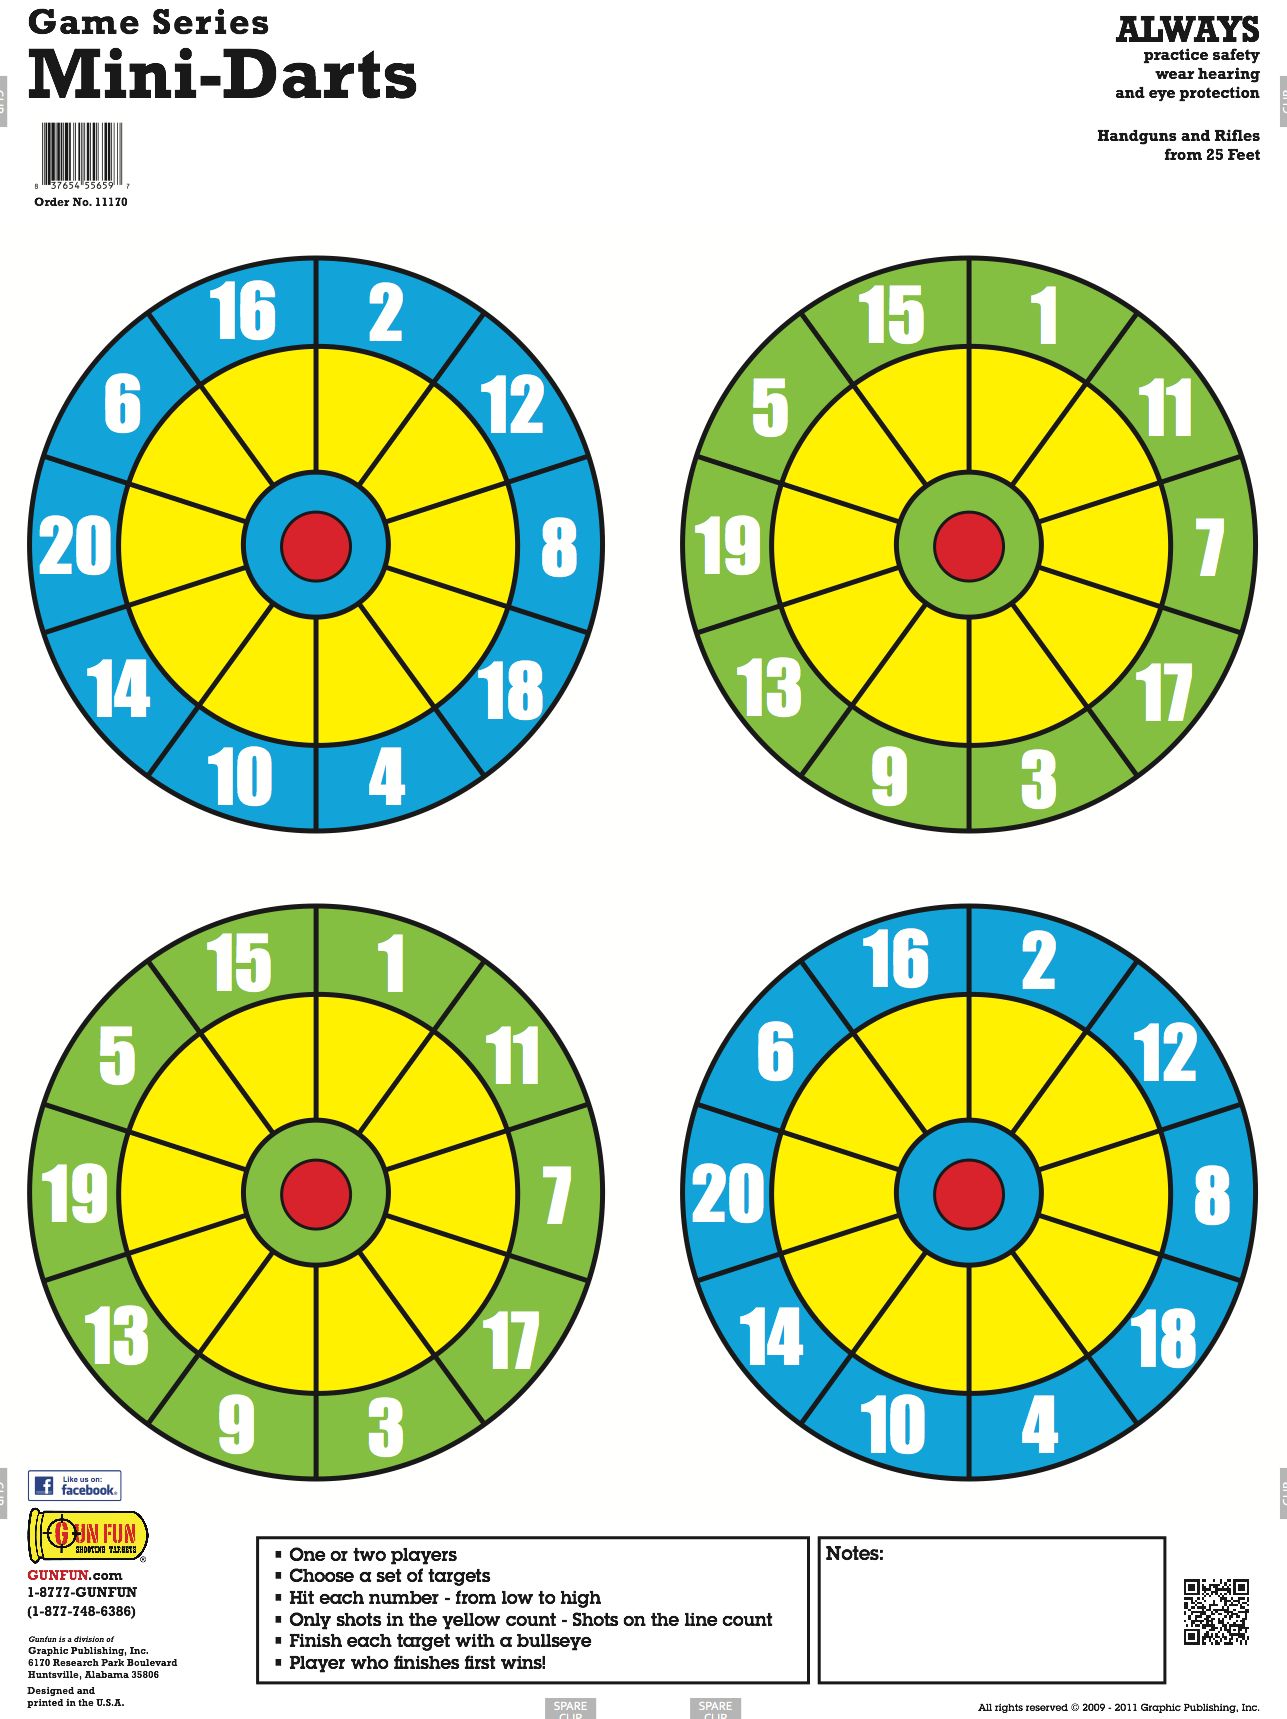 Game Series
Mini-Darts
ALWAYS
practice safety
wear hearing
and eye protection
Handguns and Rifles
from 25 Feet
8 37654 55659 7
Order No. 11170
16 2
6 12
20 8
14 18
10 4
15 1
5 11
19 7
13 17
9 3
15 1
5 11
19 7
13 17
9 3
16 2
6 12
20 8
14 18
10 4
Like us on:
facebook.
GUN FUN
SHOOTING TARGETS
®
GUNFUN.com
1-8777-GUNFUN
(1-877-748-6386)
Gunfun is a division of
Graphic Publishing, Inc.
6170 Research Park Boulevard
Huntsville, Alabama 35806
Designed and
printed in the U.S.A.
▪ One or two players
▪ Choose a set of targets
▪ Hit each number - from low to high
▪ Only shots in the yellow count - Shots on the line count
▪ Finish each target with a bullseye
▪ Player who finishes first wins!
Notes:
SPARE
CLIP
SPARE
CLIP
All rights reserved © 2009 - 2011 Graphic Publishing, Inc.